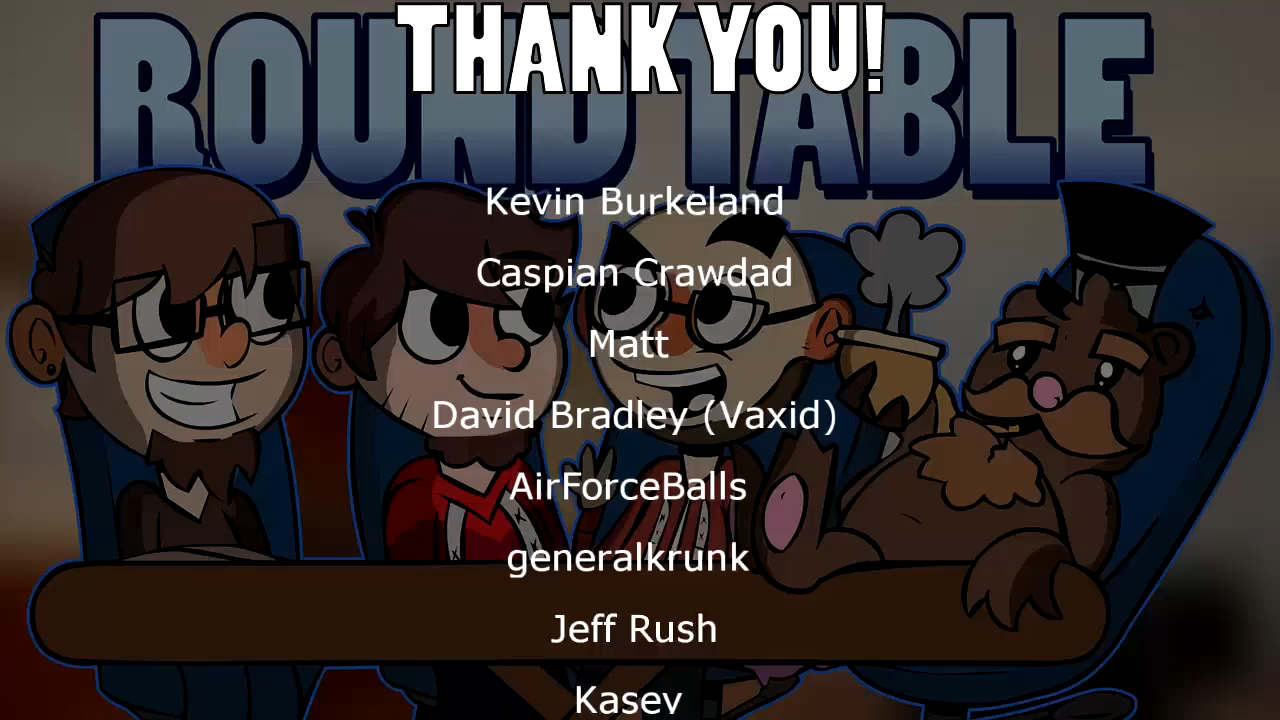 THANK YOU!
ROUND TABLE
Kevin Burkeland
Caspian Crawdad
Matt
David Bradley (Vaxid)
AirForceBalls
generalkrunk
Jeff Rush
Kasey